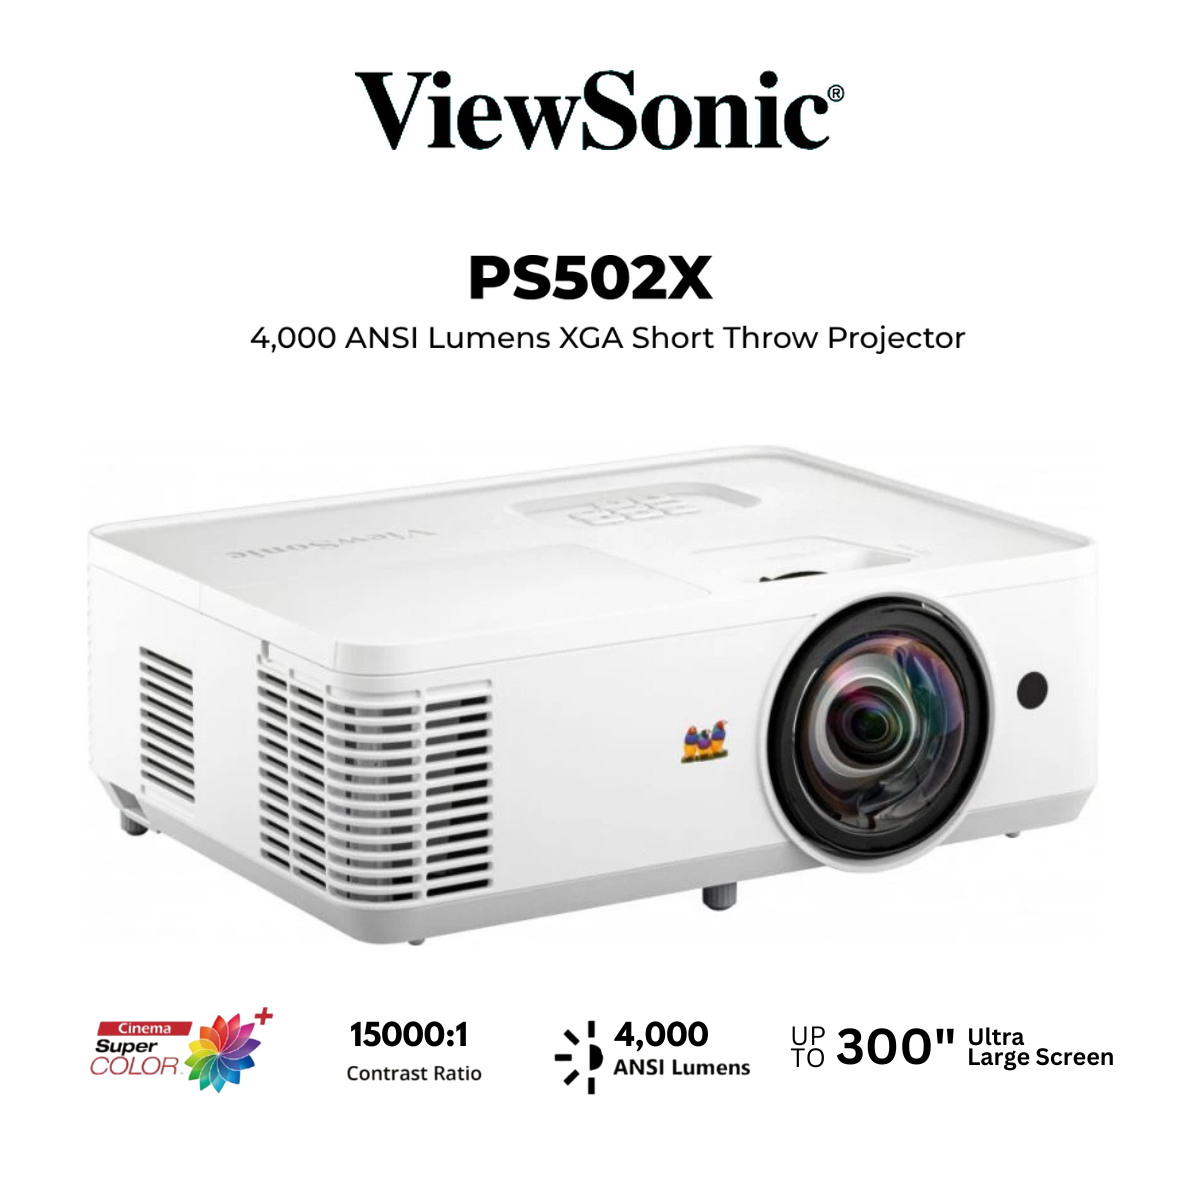 ViewSonic®
PS502X
4,000 ANSI Lumens XGA Short Throw Projector
ViewSonic
Cinema
Super
COLOR
+
15000:1
Contrast Ratio
4,000
ANSI Lumens
UP
TO
300"
Ultra
Large Screen